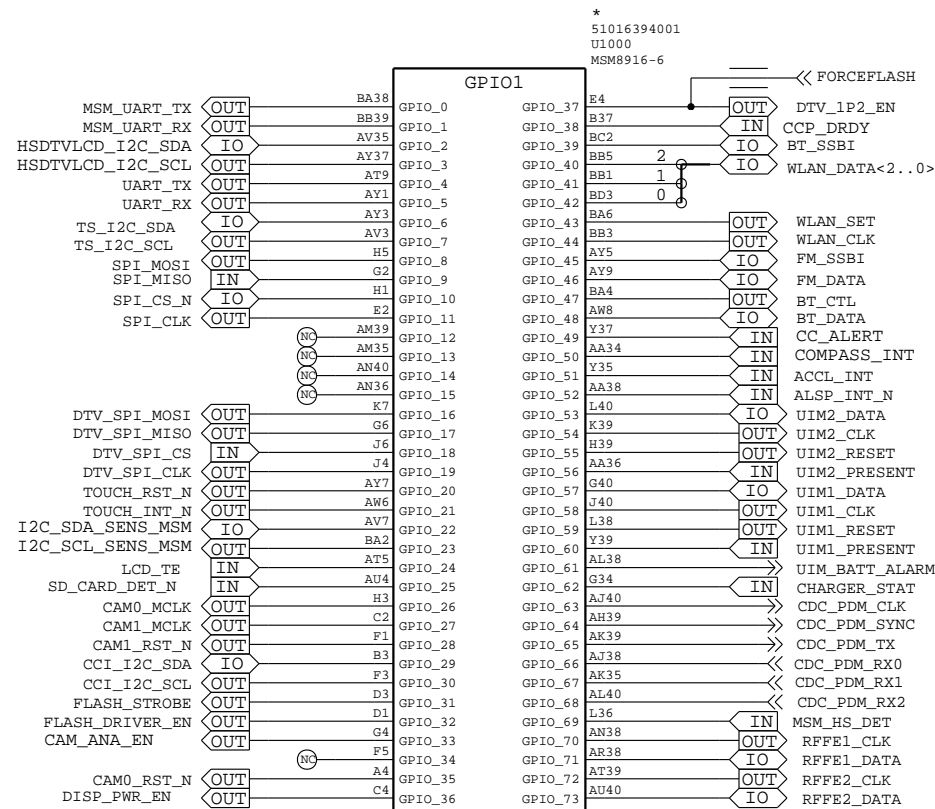 *
51016394001
U1000
MSM8916-6
GPIO1
FORCEFLASH
MSM_UART_TX OUT BA38 GPIO_0 GPIO_37 E4 OUT DTV_1P2_EN
MSM_UART_RX OUT BB39 GPIO_1 GPIO_38 B37 IN CCP_DRDY
HSDTVLCD_I2C_SDA IO AV35 GPIO_2 GPIO_39 BC2 IO BT_SSBI
HSDTVLCD_I2C_SCL OUT AY37 GPIO_3 GPIO_40 BB5 2 IO WLAN_DATA<2..0>
UART_TX OUT AT9 GPIO_4 GPIO_41 BB1 1
UART_RX OUT AY1 GPIO_5 GPIO_42 BD3 0
TS_I2C_SDA IO AY3 GPIO_6 GPIO_43 BA6 OUT WLAN_SET
TS_I2C_SCL OUT AV3 GPIO_7 GPIO_44 BB3 OUT WLAN_CLK
SPI_MOSI OUT H5 GPIO_8 GPIO_45 AY5 IO FM_SSBI
SPI_MISO IN G2 GPIO_9 GPIO_46 AY9 IO FM_DATA
SPI_CS_N IO H1 GPIO_10 GPIO_47 BA4 OUT BT_CTL
SPI_CLK OUT E2 GPIO_11 GPIO_48 AW8 IO BT_DATA
NC AM39 GPIO_12 GPIO_49 Y37 IN CC_ALERT
NC AM35 GPIO_13 GPIO_50 AA34 IN COMPASS_INT
NC AN40 GPIO_14 GPIO_51 Y35 IN ACCL_INT
NC AN36 GPIO_15 GPIO_52 AA38 IN ALSP_INT_N
DTV_SPI_MOSI OUT K7 GPIO_16 GPIO_53 L40 IO UIM2_DATA
DTV_SPI_MISO OUT G6 GPIO_17 GPIO_54 K39 OUT UIM2_CLK
DTV_SPI_CS IN J6 GPIO_18 GPIO_55 H39 OUT UIM2_RESET
DTV_SPI_CLK OUT J4 GPIO_19 GPIO_56 AA36 IN UIM2_PRESENT
TOUCH_RST_N OUT AY7 GPIO_20 GPIO_57 G40 IO UIM1_DATA
TOUCH_INT_N OUT AW6 GPIO_21 GPIO_58 J40 OUT UIM1_CLK
I2C_SDA_SENS_MSM IO AV7 GPIO_22 GPIO_59 L38 OUT UIM1_RESET
I2C_SCL_SENS_MSM OUT BA2 GPIO_23 GPIO_60 Y39 IN UIM1_PRESENT
LCD_TE IN AT5 GPIO_24 GPIO_61 AL38 UIM_BATT_ALARM
SD_CARD_DET_N IN AU4 GPIO_25 GPIO_62 G34 IN CHARGER_STAT
CAM0_MCLK OUT H3 GPIO_26 GPIO_63 AJ40 CDC_PDM_CLK
CAM1_MCLK OUT C2 GPIO_27 GPIO_64 AH39 CDC_PDM_SYNC
CAM1_RST_N OUT F1 GPIO_28 GPIO_65 AK39 CDC_PDM_TX
CCI_I2C_SDA IO B3 GPIO_29 GPIO_66 AJ38 CDC_PDM_RX0
CCI_I2C_SCL OUT F3 GPIO_30 GPIO_67 AK35 CDC_PDM_RX1
FLASH_STROBE OUT D3 GPIO_31 GPIO_68 AL40 CDC_PDM_RX2
FLASH_DRIVER_EN OUT D1 GPIO_32 GPIO_69 L36 IN MSM_HS_DET
CAM_ANA_EN OUT G4 GPIO_33 GPIO_70 AN38 OUT RFFE1_CLK
NC F5 GPIO_34 GPIO_71 AR38 IO RFFE1_DATA
CAM0_RST_N OUT A4 GPIO_35 GPIO_72 AT39 OUT RFFE2_CLK
DISP_PWR_EN OUT C4 GPIO_36 GPIO_73 AU40 IO RFFE2_DATA